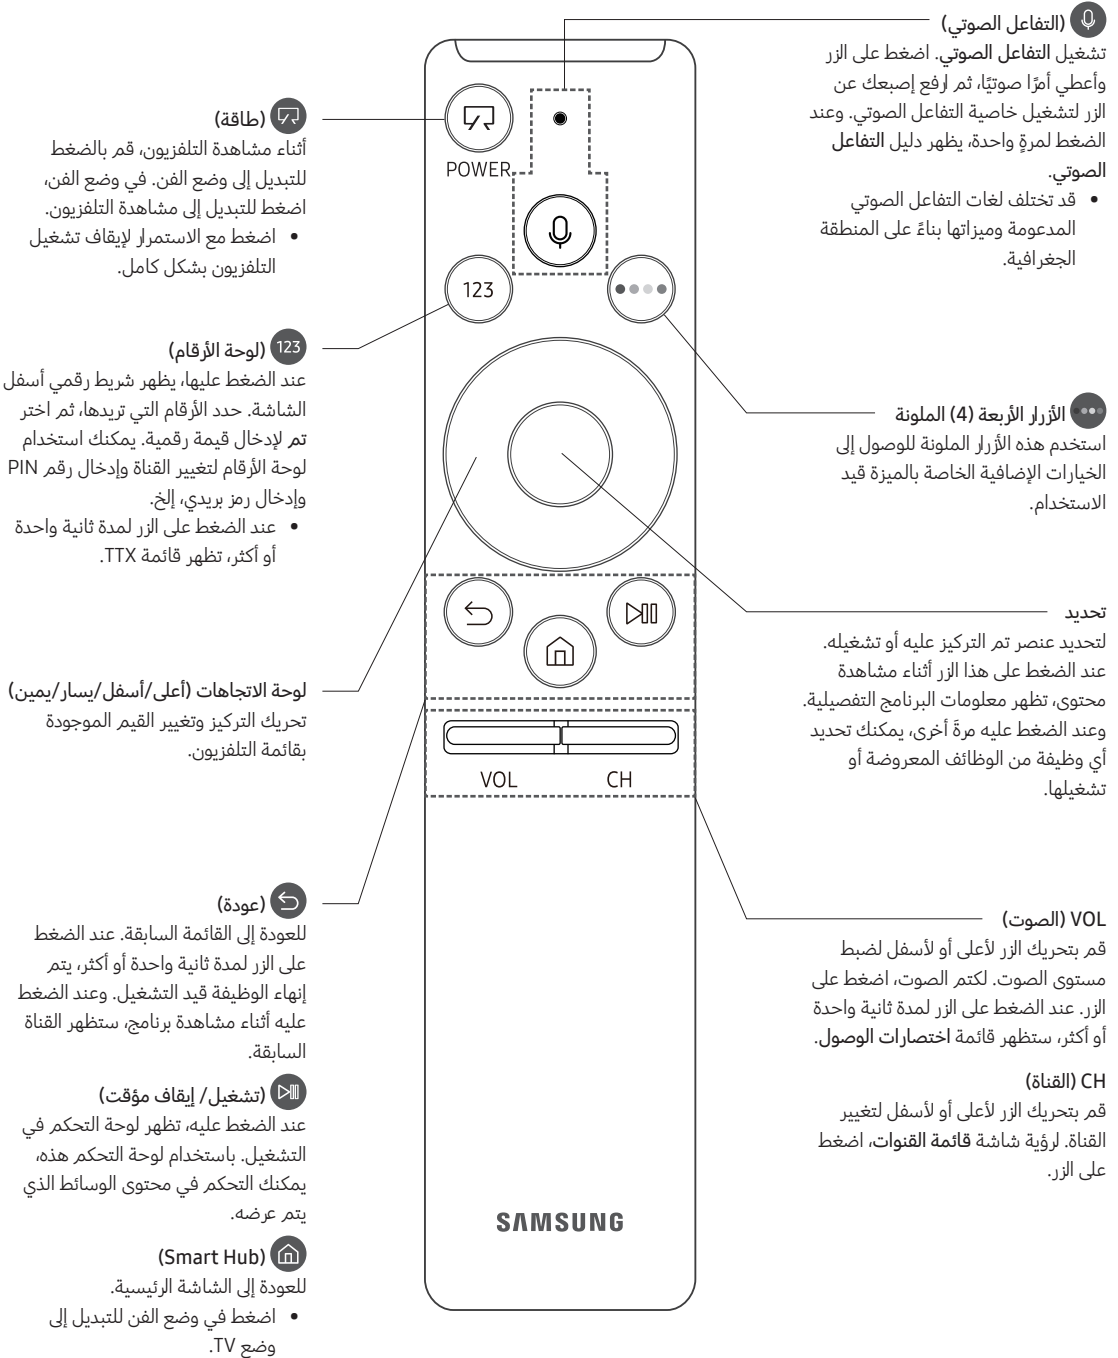 (التفاعل الصوتي)
تشغيل التفاعل الصوتي. اضغط على الزر
وأعطي أمرًا صوتيًا، ثم ارفع إصبعك عن
الزر لتشغيل خاصية التفاعل الصوتي. وعند
الضغط لمرةٍ واحدة، يظهر دليل التفاعل
الصوتي.
• قد تختلف لغات التفاعل الصوتي
المدعومة وميزاتها بناءً على المنطقة
الجغرافية.
الأزرار الأربعة (4) الملونة
استخدم هذه الأزرار الملونة للوصول إلى
الخيارات الإضافية الخاصة بالميزة قيد
الاستخدام.
تحديد
لتحديد عنصر تم التركيز عليه أو تشغيله.
عند الضغط على هذا الزر أثناء مشاهدة
محتوى، تظهر معلومات البرنامج التفصيلية.
وعند الضغط عليه مرةً أخرى، يمكنك تحديد
أي وظيفة من الوظائف المعروضة أو
تشغيلها.
VOL (الصوت)
قم بتحريك الزر لأعلى أو لأسفل لضبط
مستوى الصوت. لكتم الصوت، اضغط على
الزر. عند الضغط على الزر لمدة ثانية واحدة
أو أكثر، ستظهر قائمة اختصارات الوصول.
CH (القناة)
قم بتحريك الزر لأعلى أو لأسفل لتغيير
القناة. لرؤية شاشة قائمة القنوات، اضغط
على الزر.
POWER
123
VOL CH
SAMSUNG
(طاقة)
أثناء مشاهدة التلفزيون، قم بالضغط
للتبديل إلى وضع الفن. في وضع الفن،
اضغط للتبديل إلى مشاهدة التلفزيون.
• اضغط مع الاستمرار لإيقاف تشغيل
التلفزيون بشكل كامل.
123 (لوحة الأرقام)
عند الضغط عليها، يظهر شريط رقمي أسفل
الشاشة. حدد الأرقام التي تريدها، ثم اختر
تم لإدخال قيمة رقمية. يمكنك استخدام
لوحة الأرقام لتغيير القناة وإدخال رقم PIN
وإدخال رمز بريدي، إلخ.
• عند الضغط على الزر لمدة ثانية واحدة
أو أكثر، تظهر قائمة TTX.
لوحة الاتجاهات (أعلى/أسفل/يسار/يمين)
تحريك التركيز وتغيير القيم الموجودة
بقائمة التلفزيون.
(عودة)
للعودة إلى القائمة السابقة. عند الضغط
على الزر لمدة ثانية واحدة أو أكثر، يتم
إنهاء الوظيفة قيد التشغيل. وعند الضغط
عليه أثناء مشاهدة برنامج، ستظهر القناة
السابقة.
(تشغيل/ إيقاف مؤقت)
عند الضغط عليه، تظهر لوحة التحكم في
التشغيل. باستخدام لوحة التحكم هذه،
يمكنك التحكم في محتوى الوسائط الذي
يتم عرضه.
(Smart Hub)
للعودة إلى الشاشة الرئيسية.
• اضغط في وضع الفن للتبديل إلى
وضع TV.